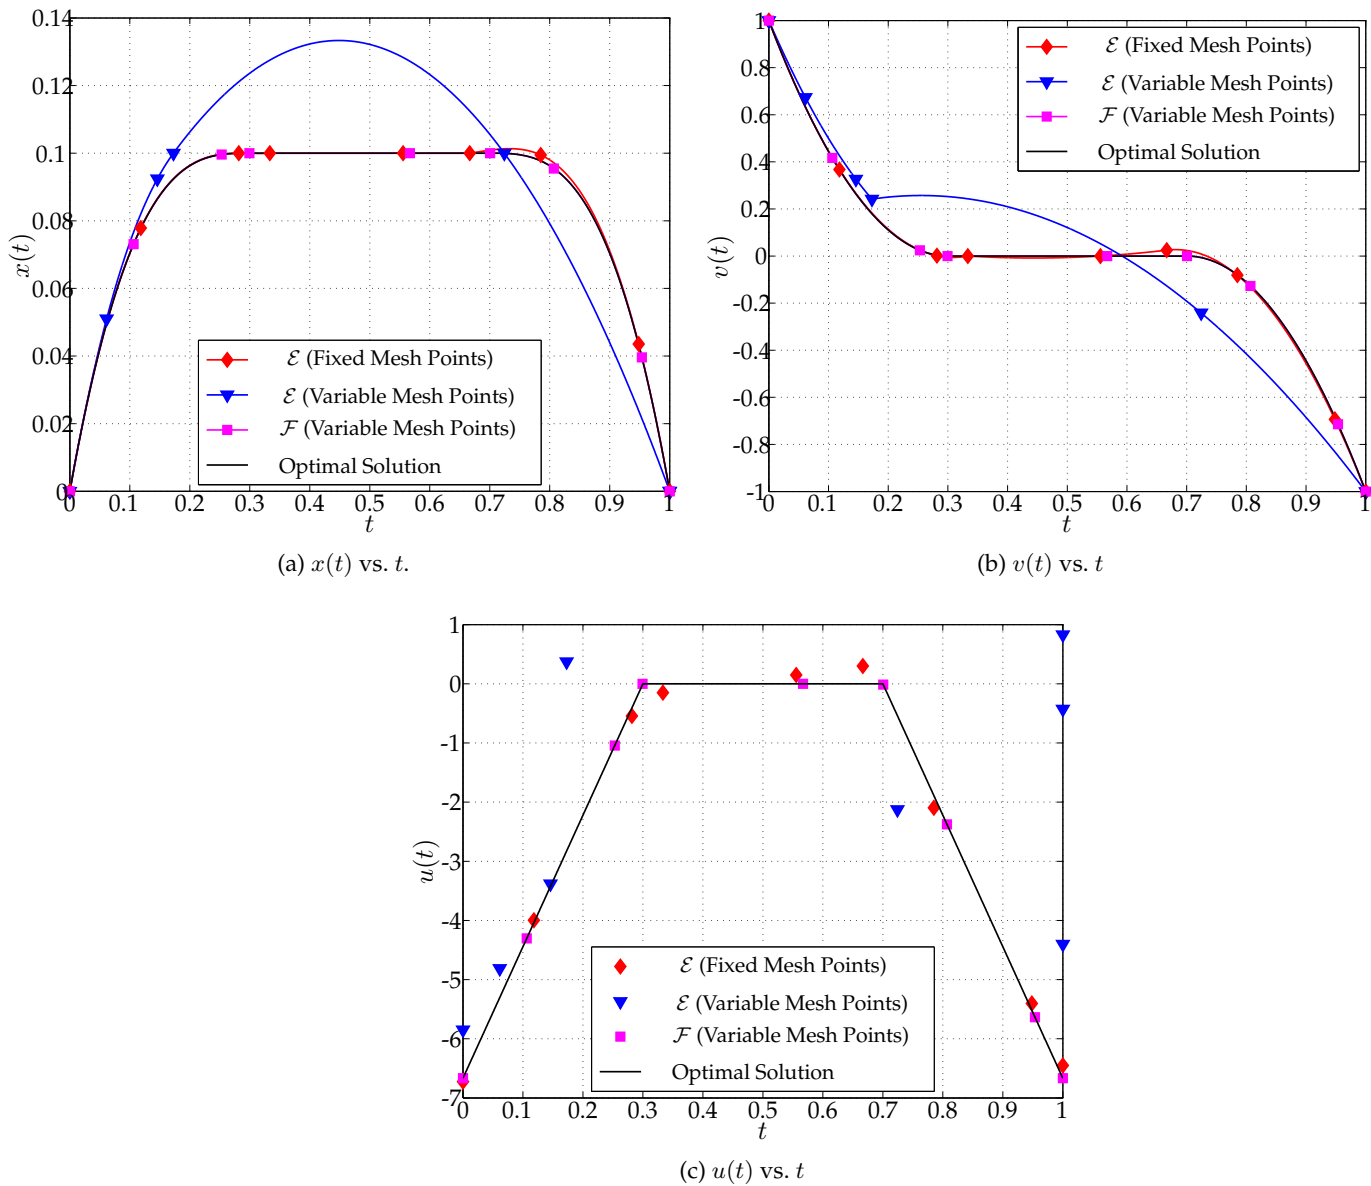 0.14
0.12
0.1
0.08
0.06
0.04
0.02
0
x(t)
ℰ (Fixed Mesh Points)
ℰ (Variable Mesh Points)
ℱ (Variable Mesh Points)
Optimal Solution
0.1 0.2 0.3 0.4 0.5 0.6 0.7 0.8 0.9 1
t
(a) x(t) vs. t.
1
0.8
0.6
0.4
0.2
0
-0.2
-0.4
-0.6
-0.8
-1
v(t)
ℰ (Fixed Mesh Points)
ℰ (Variable Mesh Points)
ℱ (Variable Mesh Points)
Optimal Solution
0 0.1 0.2 0.3 0.4 0.5 0.6 0.7 0.8 0.9 1
t
(b) v(t) vs. t
1
0
-1
-2
-3
-4
-5
-6
-7
u(t)
ℰ (Fixed Mesh Points)
ℰ (Variable Mesh Points)
ℱ (Variable Mesh Points)
Optimal Solution
0 0.1 0.2 0.3 0.4 0.5 0.6 0.7 0.8 0.9 1
t
(c) u(t) vs. t